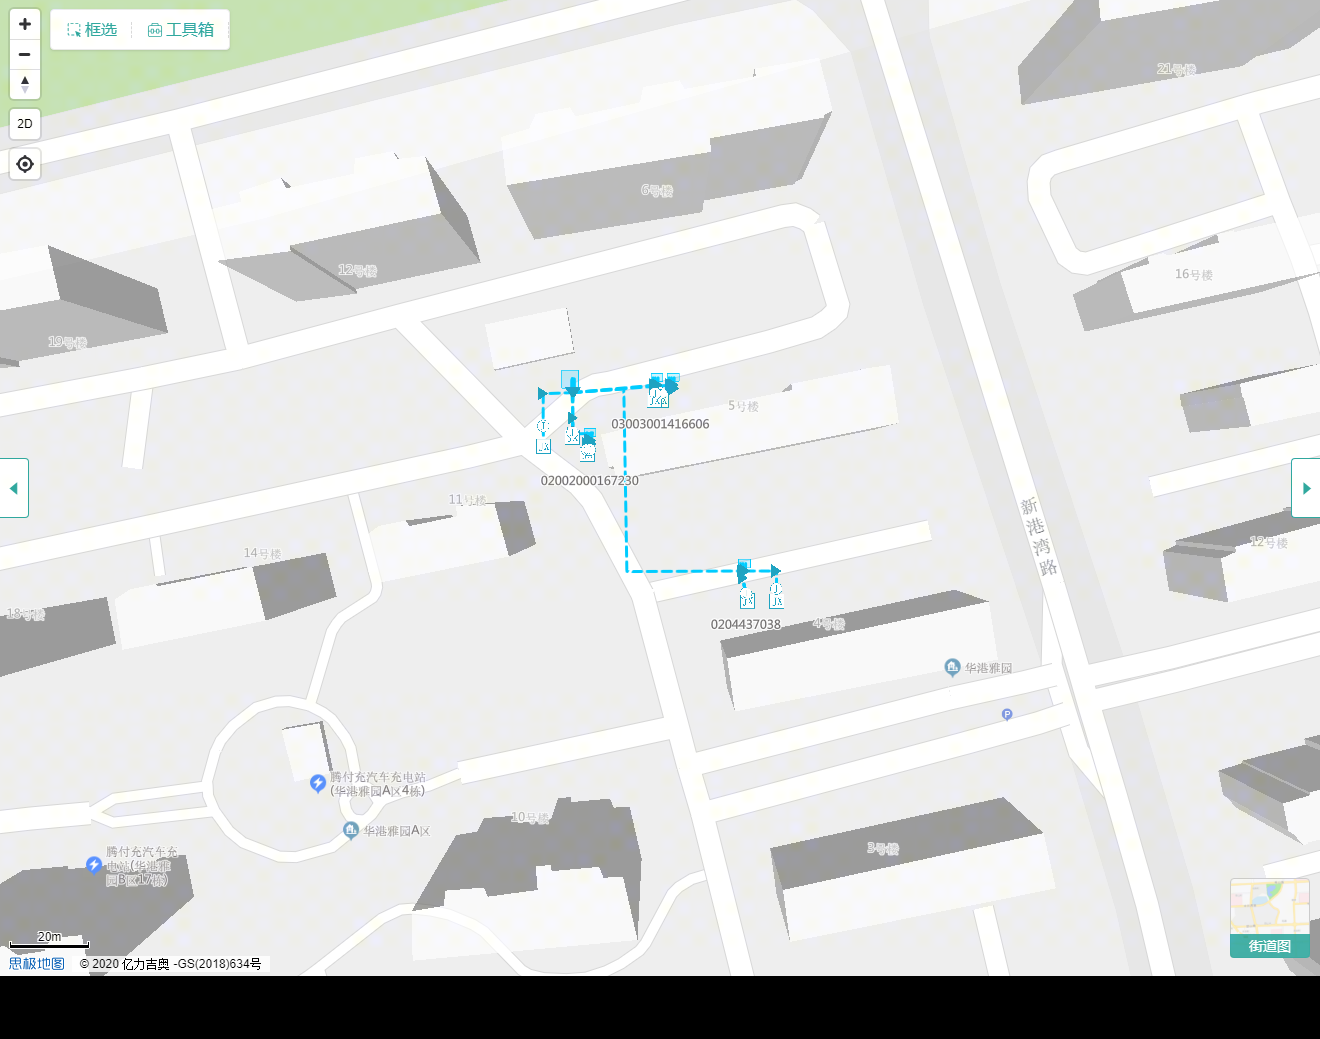 +
框选
工具箱
−
2D
21号楼
6号楼
12号楼
16号楼
19号楼
5号楼
03003001416606
02002000167230
11号楼
新港湾路
12号楼
14号楼
18号楼
0204437038
4号楼
华港雅园
P
腾付充汽车充电站
(华港雅园A区4栋)
10号楼
华港雅园A区
3号楼
腾付充汽车充
电站(华港雅
园B区17栋)
20m
街道图
思极地图
© 2020 亿力吉奥 -GS(2018)634号